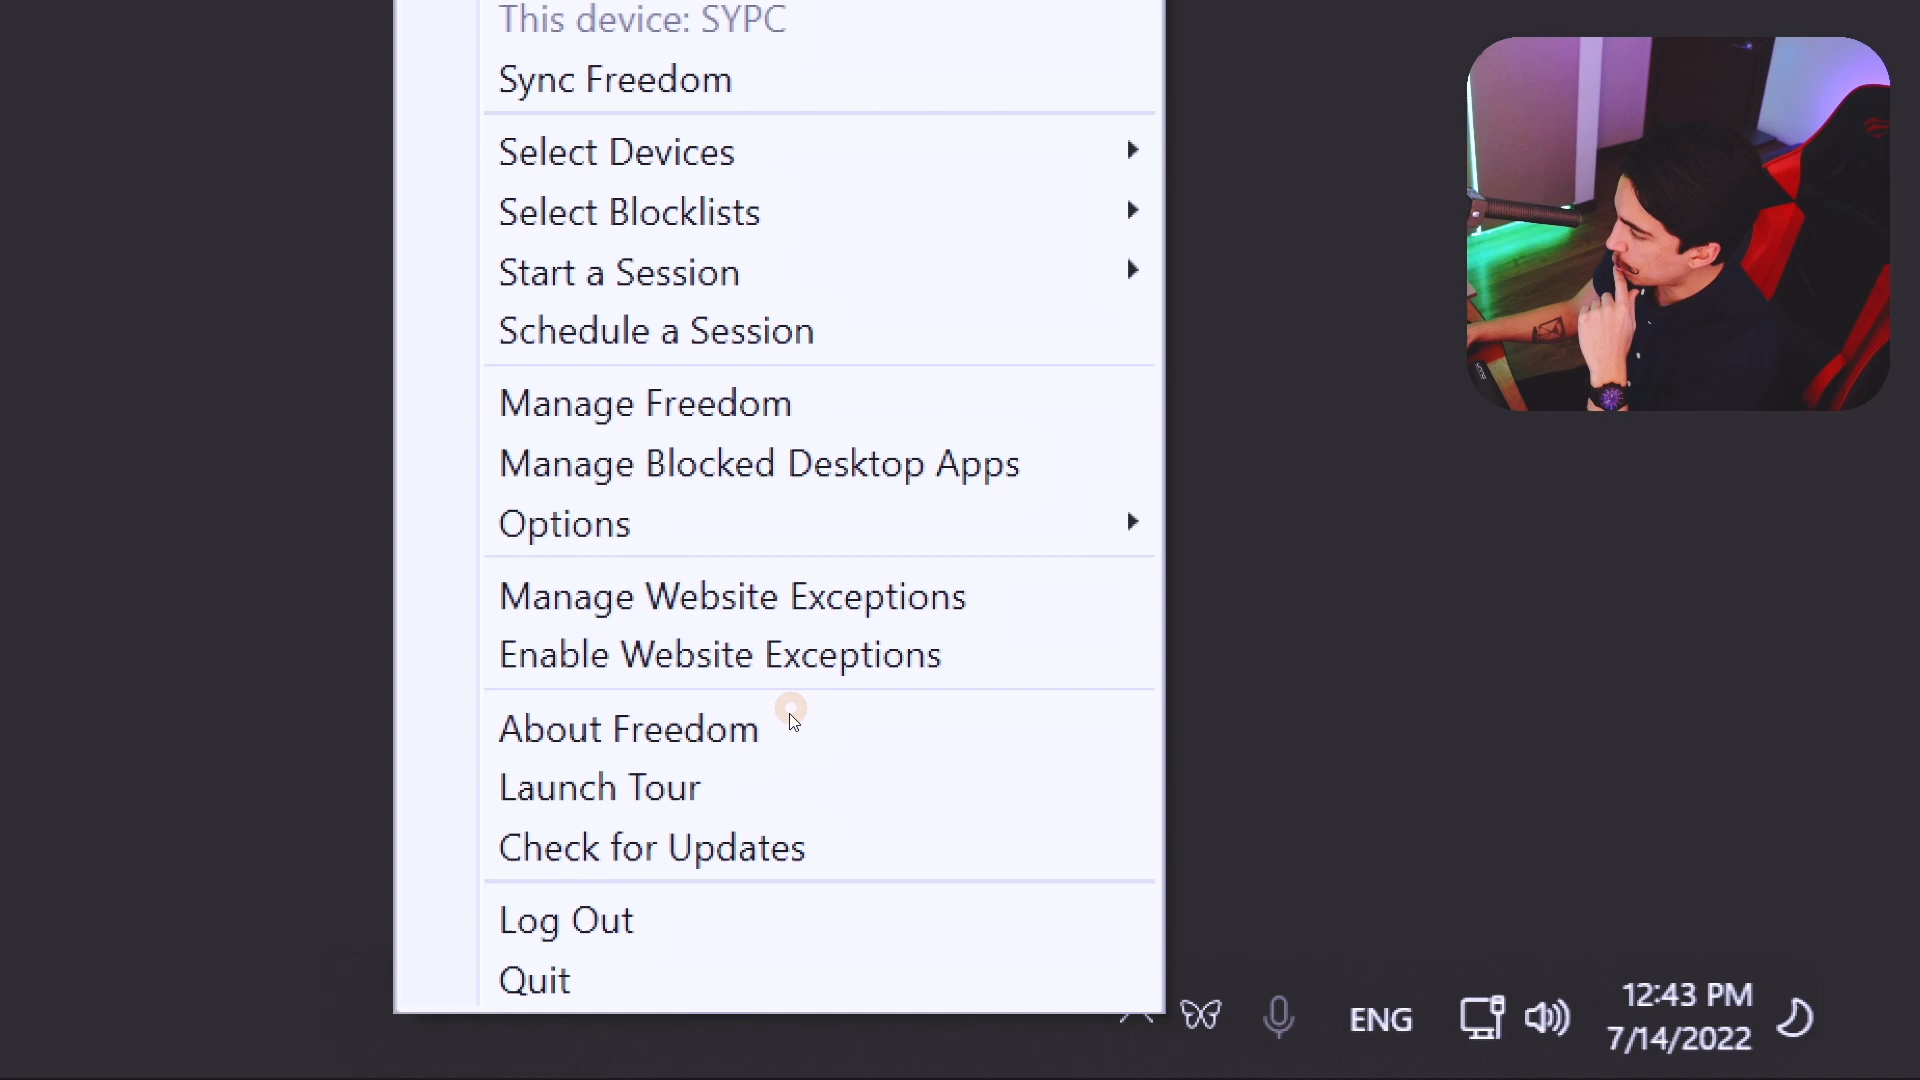 This device: SYPC
Sync Freedom
Select Devices
Select Blocklists
Start a Session
Schedule a Session
Manage Freedom
Manage Blocked Desktop Apps
Options
Manage Website Exceptions
Enable Website Exceptions
About Freedom
Launch Tour
Check for Updates
Log Out
Quit
ENG
12:43 PM
7/14/2022